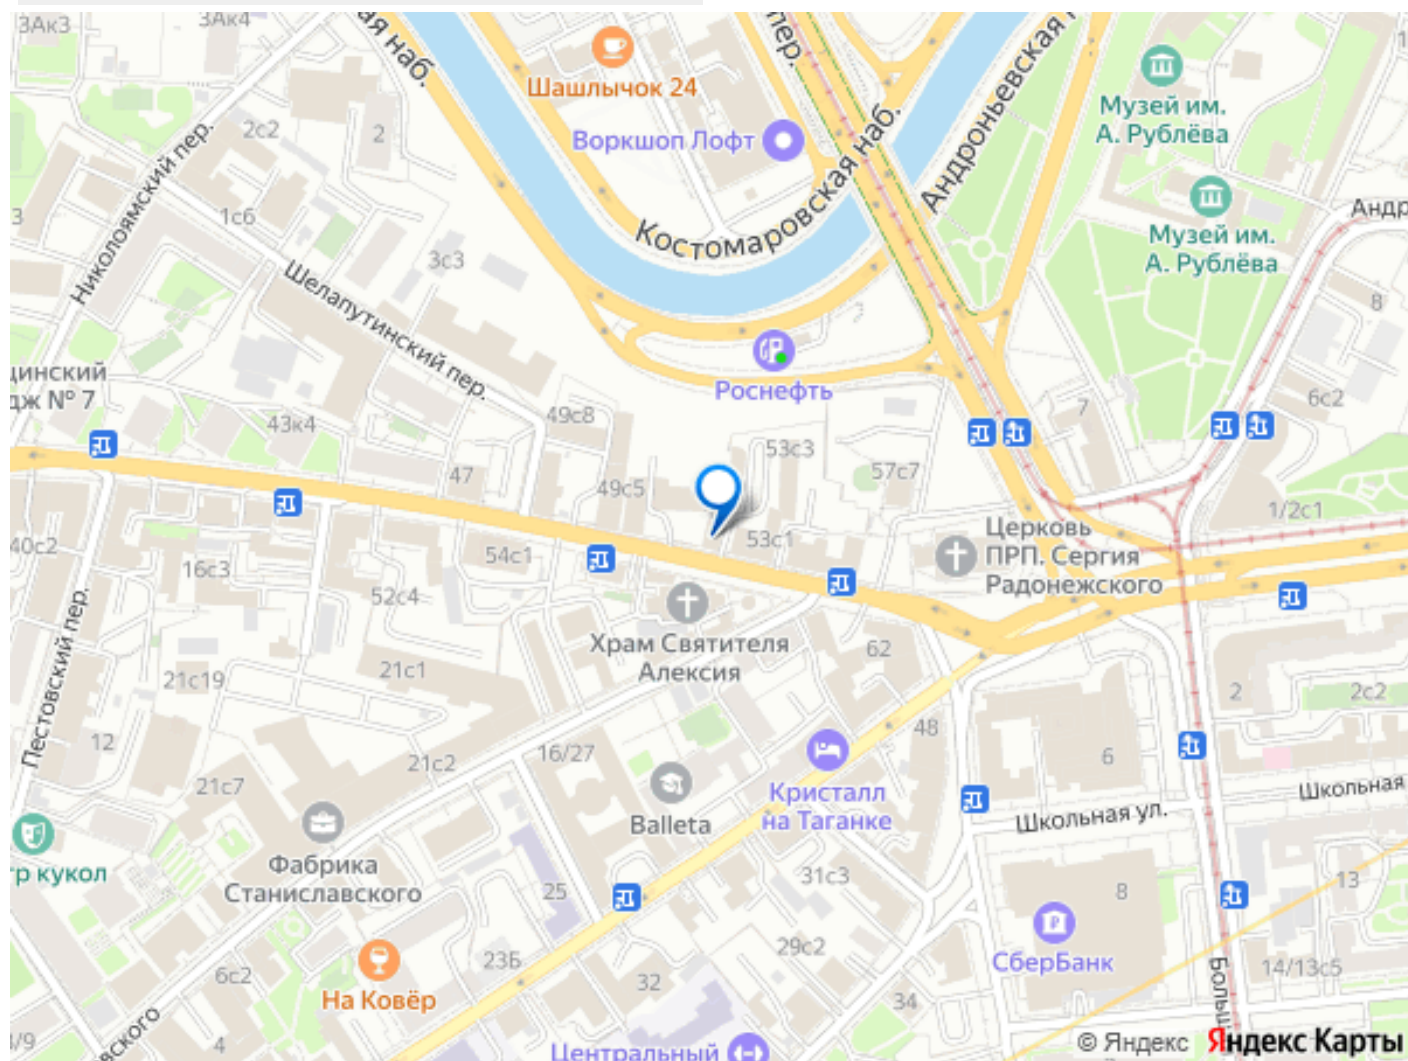 3Ак3
3Ак4
ая наб.
пер.
Шашлычок 24
Воркшоп Лофт
Костомаровская наб.
Андроньевская
Музей им.
А. Рублёва
Музей им.
А. Рублёва
Андр
Николоямский пер.
2с2
2
1с6
3
3с3
8
Шелапутинский пер.
Роснефть
цинский
дж № 7
43к4
49с8
7
6с2
47
49с5
53с3
57с7
1/2с1
40с2
16с3
54с1
53с1
Церковь
ПРП. Сергия
Радонежского
52с4
Храм Святителя
Алексия
62
Пестовский пер.
21с19
21с1
2
2с2
12
21с2
16/27
48
6
21с7
Balleta
Кристалл
на Таганке
Школьная ул.
Школьная
тр кукол
Фабрика
Станиславского
25
31с3
8
13
6с2
На Ковёр
23Б
32
29с2
34
СберБанк
14/13с5
Больш
/9
4
вского
Центральный
© Яндекс
Яндекс Карты